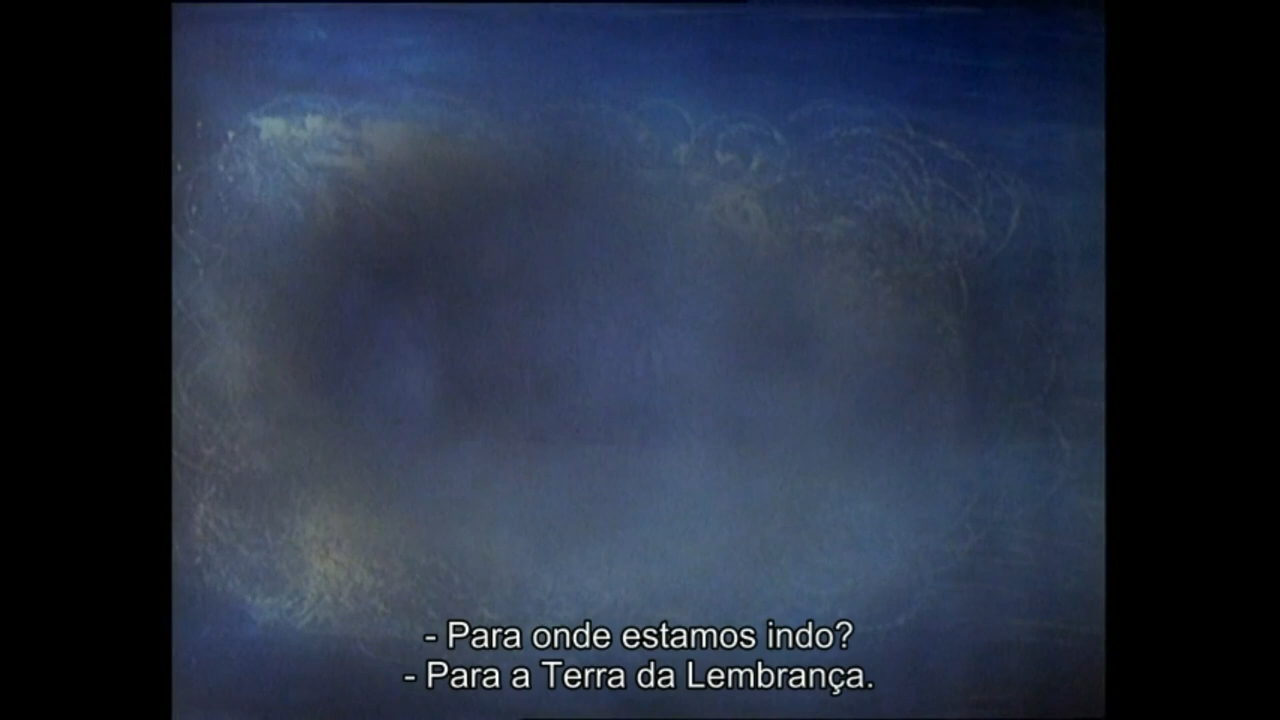 - Para onde estamos indo?
- Para a Terra da Lembrança.